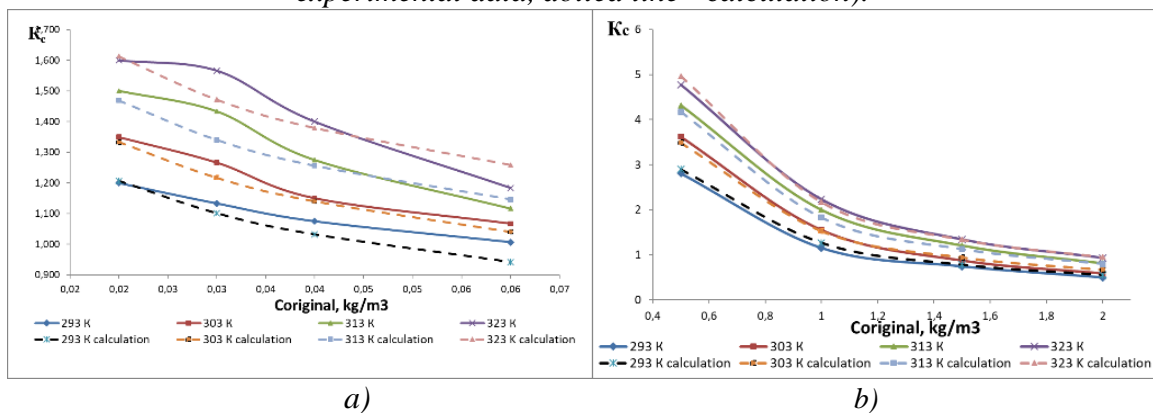 experimental data, dotted line - calculation).
Kc
1,700
1,600
1,500
1,400
1,300
1,200
1,100
1,000
0,900
0,02 0,02 0,03 0,03 0,04 0,04 0,05 0,05 0,06 0,06 0,07
Coriginal, kg/m3
293 K 303 K 313 K 323 K
293 K calculation 303 K calculation 313 K calculation 323 K calculation
Kc
6
5
4
3
2
1
0
0,4 0,6 0,8 1 1,2 1,4 1,6 1,8 2
Coriginal, kg/m3
293 K 303 K 313 K 323 K
293 K calculation 303 K calculation 313 K calculation 323 K calculation
a) b)